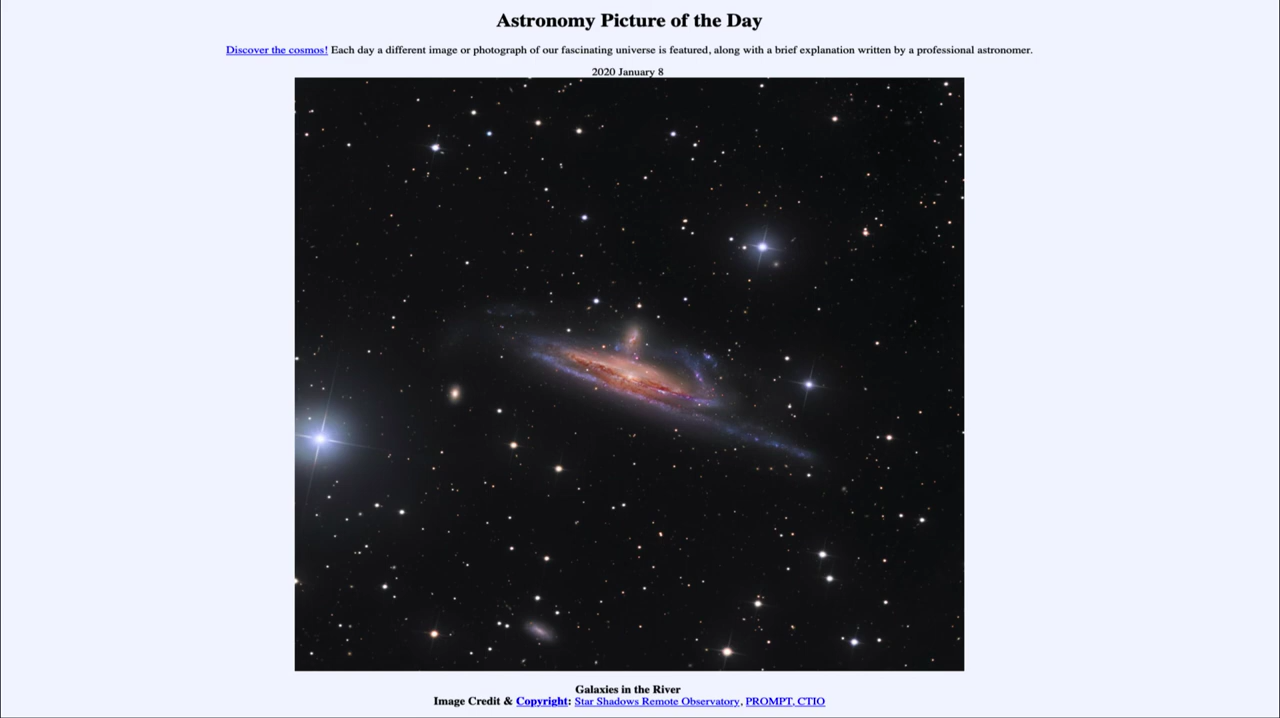 Astronomy Picture of the Day
Discover the cosmos! Each day a different image or photograph of our fascinating universe is featured, along with a brief explanation written by a professional astronomer.
2020 January 8
Galaxies in the River
Image Credit & Copyright: Star Shadows Remote Observatory, PROMPT, CTIO